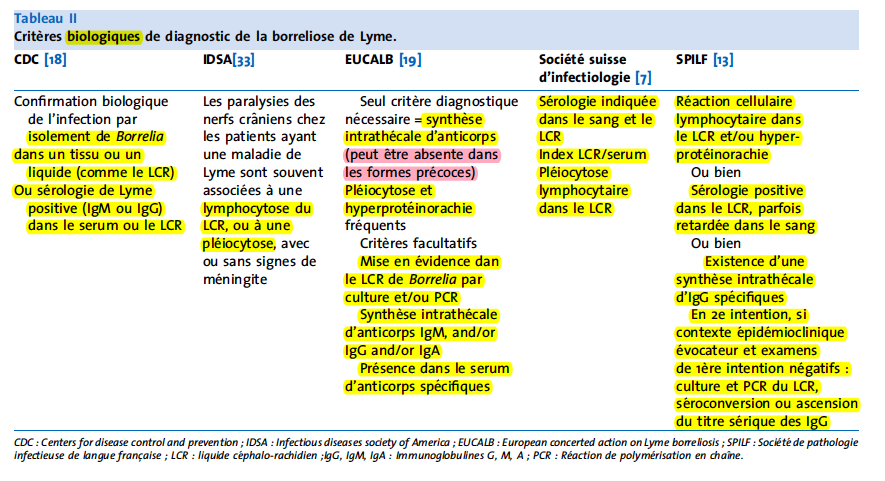 Tableau II
Critères biologiques de diagnostic de la borreliose de Lyme.
CDC [18]
Confirmation biologique
de l'infection par
isolement de Borrelia
dans un tissu ou un
liquide (comme le LCR)
Ou sérologie de Lyme
positive (IgM ou IgG)
dans le serum ou le LCR
IDSA[33]
Les paralysies des
nerfs crâniens chez
les patients ayant
une maladie de
Lyme sont souvent
associées à une
lymphocytose du
LCR, ou à une
pléiocytose, avec
ou sans signes de
méningite
EUCALB [19]
Seul critère diagnostique
nécessaire = synthèse
intrathécale d'anticorps
(peut être absente dans
les formes précoces)
Pléiocytose et
hyperprotéinorachie
fréquents
Critères facultatifs
Mise en évidence dan
le LCR de Borrelia par
culture et/ou PCR
Synthèse intrathécale
d'anticorps IgM, and/or
IgG and/or IgA
Présence dans le serum
d'anticorps spécifiques
Société suisse
d'infectiologie [7]
Sérologie indiquée
dans le sang et le
LCR
Index LCR/serum
Pléiocytose
lymphocytaire
dans le LCR
SPILF [13]
Réaction cellulaire
lymphocytaire dans
le LCR et/ou hyper-
protéinorachie
Ou bien
Sérologie positive
dans le LCR, parfois
retardée dans le sang
Ou bien
Existence d'une
synthèse intrathécale
d'IgG spécifiques
En 2e intention, si
contexte épidémioclinique
évocateur et examens
de 1ère intention négatifs :
culture et PCR du LCR,
séroconversion ou ascension
du titre sérique des IgG
CDC : Centers for disease control and prevention ; IDSA : Infectious diseases society of America ; EUCALB : European concerted action on Lyme borreliosis ; SPILF : Société de pathologie
infectieuse de langue française ; LCR : liquide céphalo-rachidien ;IgG, IgM, IgA : Immunoglobulines G, M, A ; PCR : Réaction de polymérisation en chaîne.